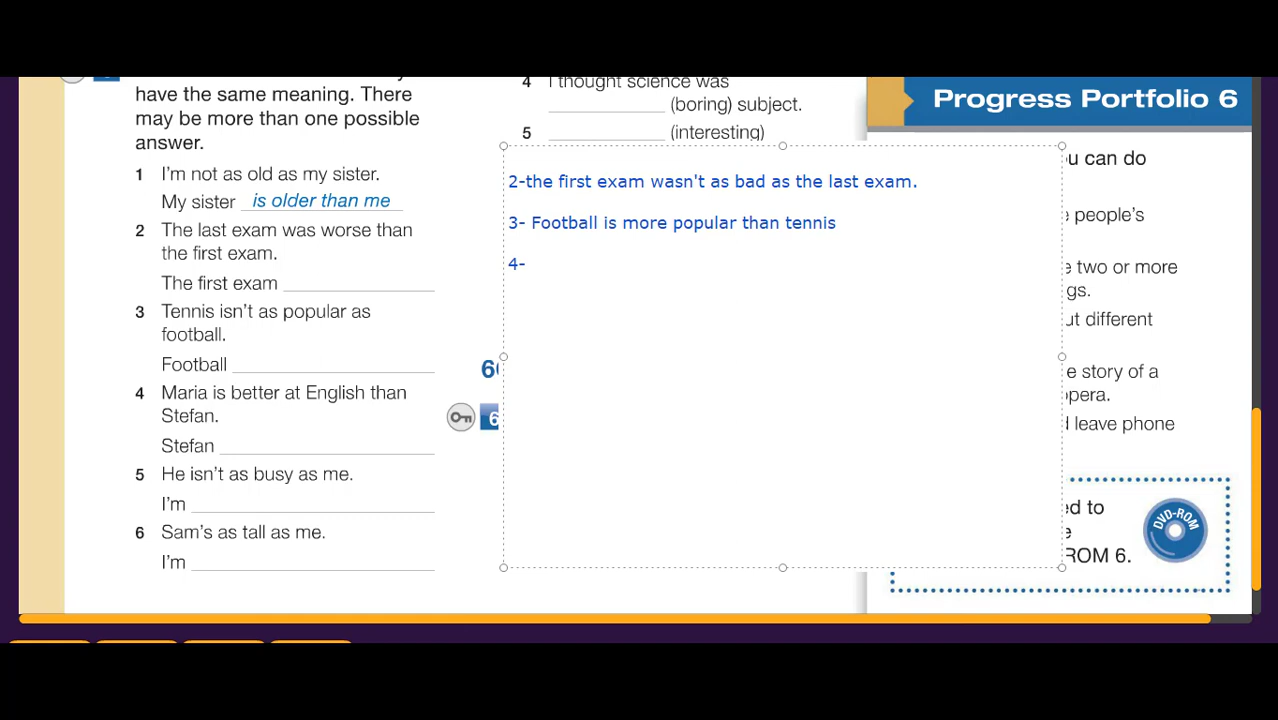 have the same meaning. There
may be more than one possible
answer.
1 I'm not as old as my sister.
My sister is older than me
2 The last exam was worse than
the first exam.
The first exam
3 Tennis isn't as popular as
football.
Football
4 Maria is better at English than
Stefan.
Stefan
5 He isn't as busy as me.
I'm
6 Sam's as tall as me.
I'm
4 I thought science was
(boring) subject.
5 (interesting)
2-the first exam wasn't as bad as the last exam.
3- Football is more popular than tennis
4-
6
Progress Portfolio 6
can do
people's
two or more
different
story of a
leave phone
to
ROM 6.
DVD-ROM